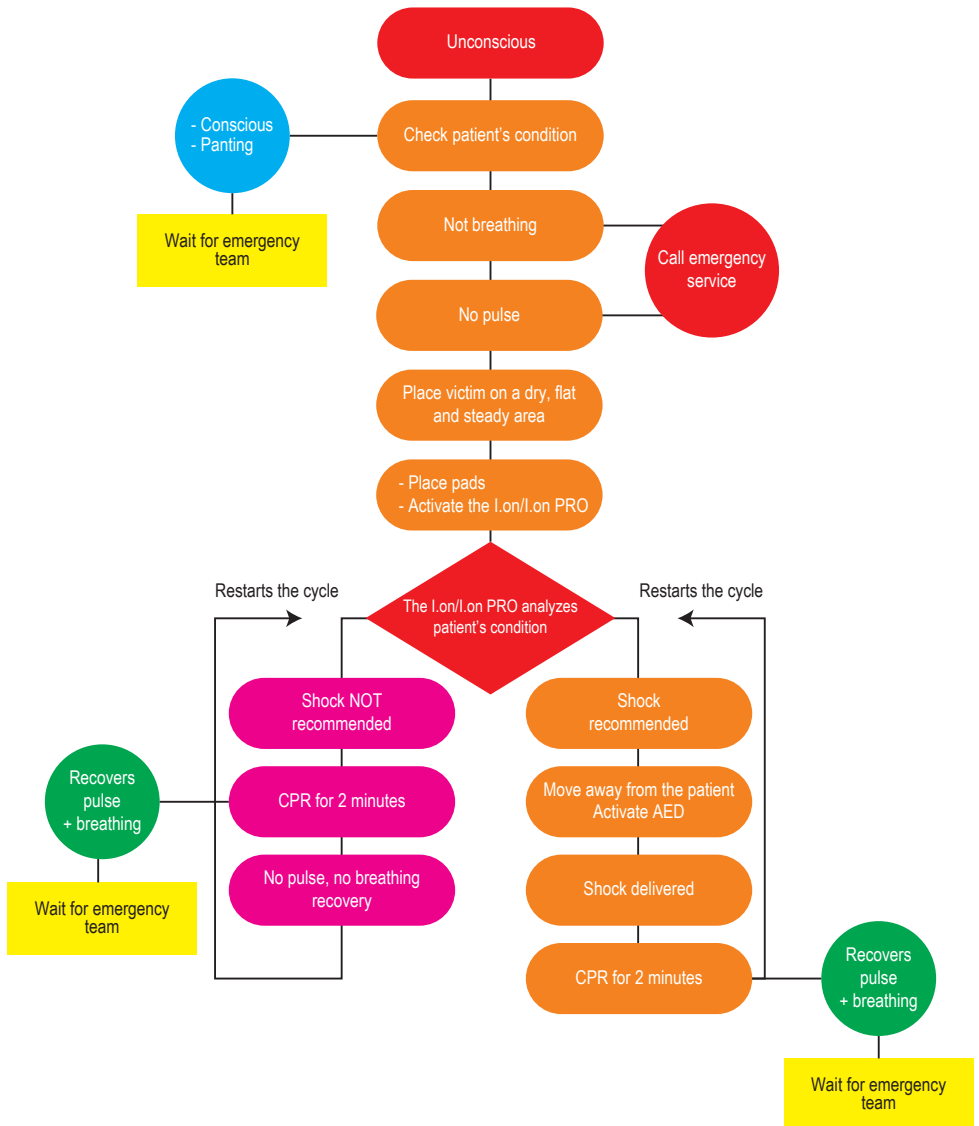 Unconscious
- Conscious
- Panting
Check patient's condition
Wait for emergency
team
Not breathing
Call emergency
service
No pulse
Place victim on a dry, flat
and steady area
- Place pads
- Activate the I.on/I.on PRO
Restarts the cycle
The I.on/I.on PRO analyzes
patient's condition
Restarts the cycle
Shock NOT
recommended
Shock
recommended
Recovers
pulse
+ breathing
CPR for 2 minutes
Move away from the patient
Activate AED
No pulse, no breathing
recovery
Shock delivered
Wait for emergency
team
CPR for 2 minutes
Recovers
pulse
+ breathing
Wait for emergency
team